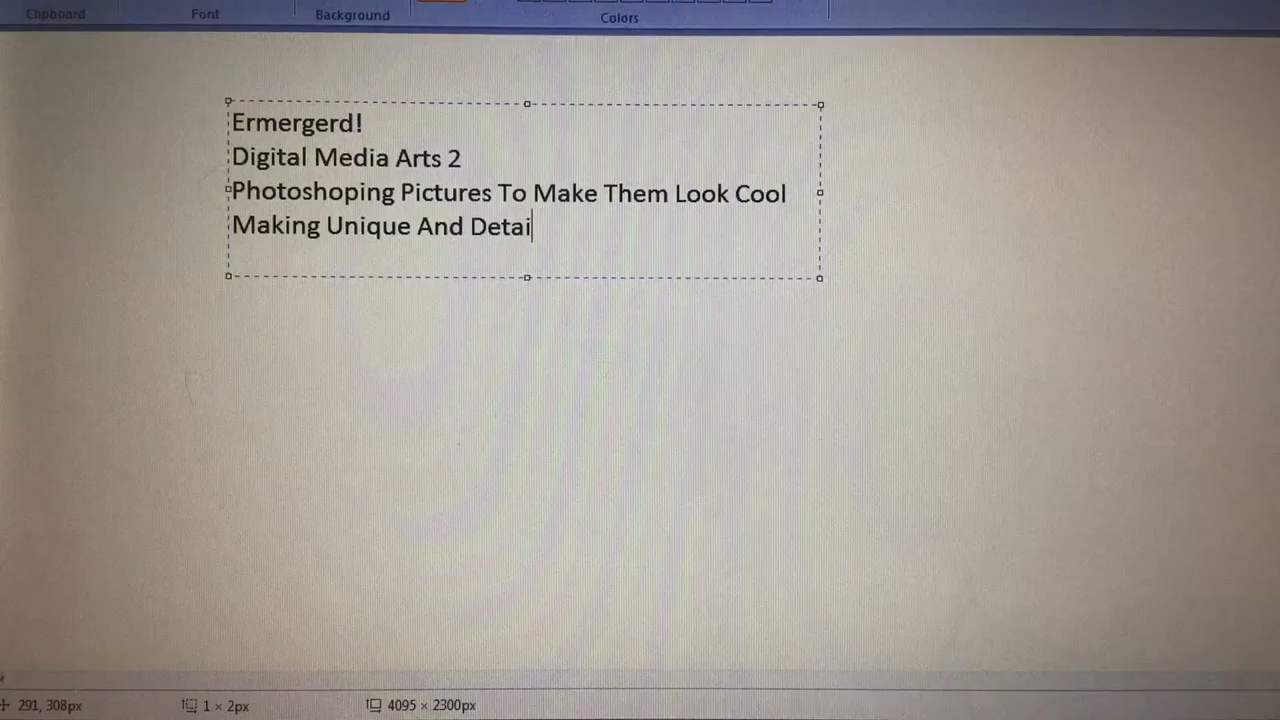 Clipboard
Font
Background
Colors
Ermergerd!
Digital Media Arts 2
Photoshoping Pictures To Make Them Look Cool
Making Unique And Detai
291, 308px
1 × 2px
4095 × 2300px